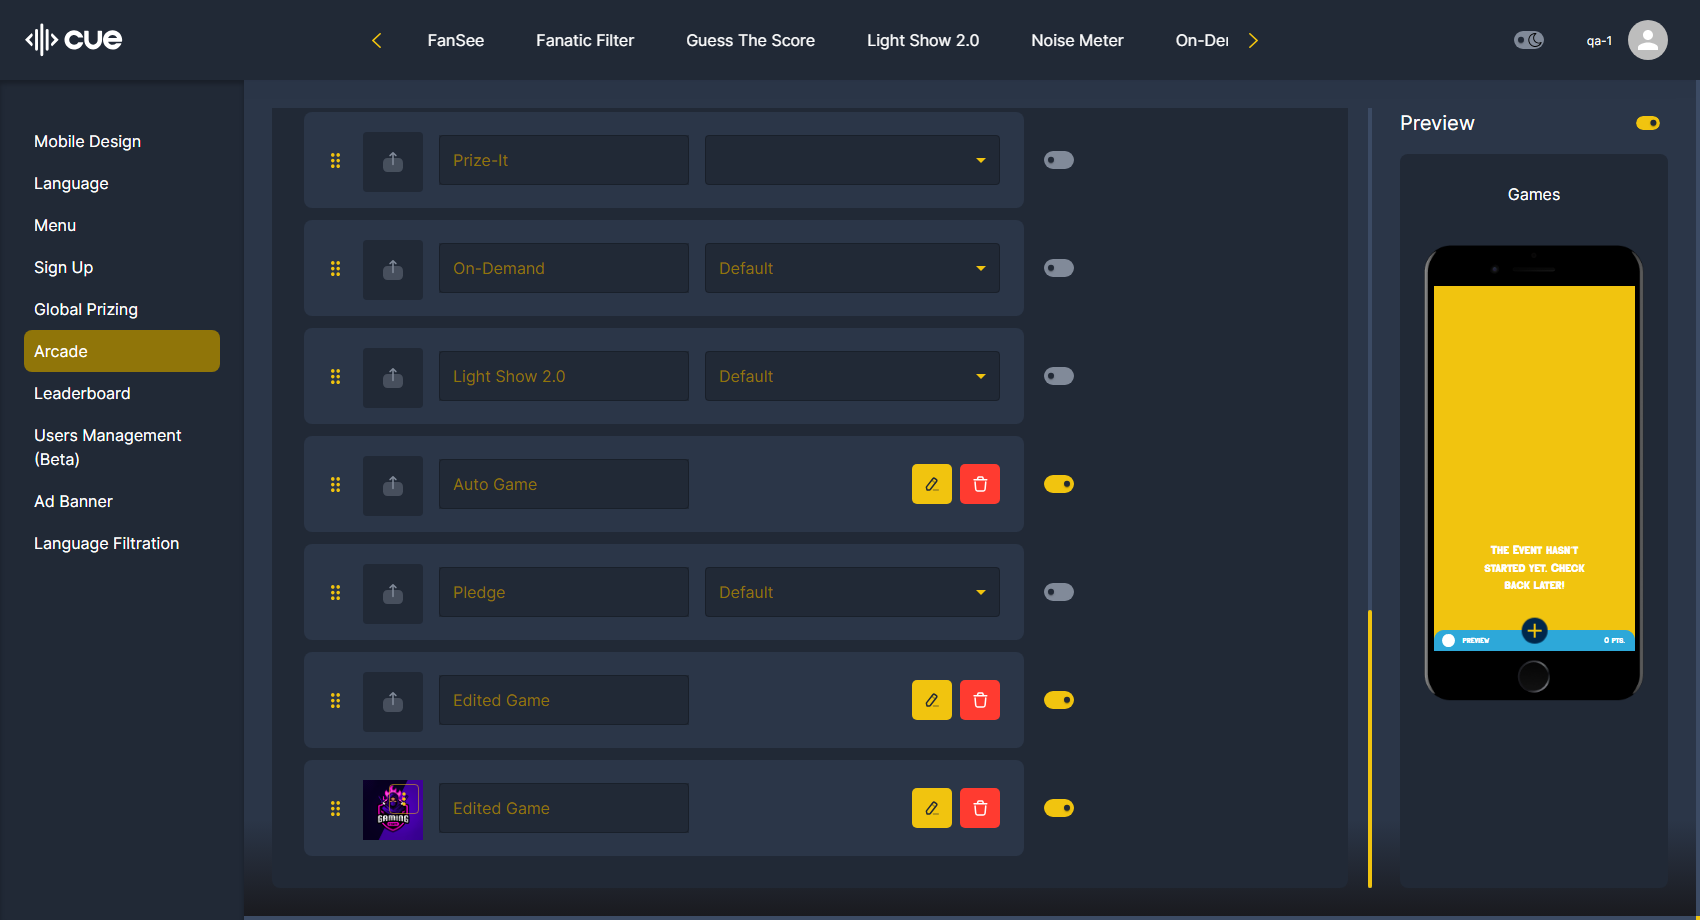 cue
FanSee
Fanatic Filter
Guess The Score
Light Show 2.0
Noise Meter
On-De
qa-1
Mobile Design
Language
Menu
Sign Up
Global Prizing
Arcade
Leaderboard
Users Management
(Beta)
Ad Banner
Language Filtration
Prize-It
On-Demand
Default
Light Show 2.0
Default
Auto Game
Pledge
Default
Edited Game
GAMING
Edited Game
Preview
Games
The Event hasn't
started yet. Check
back later!
PREVIEW
0 PTS.